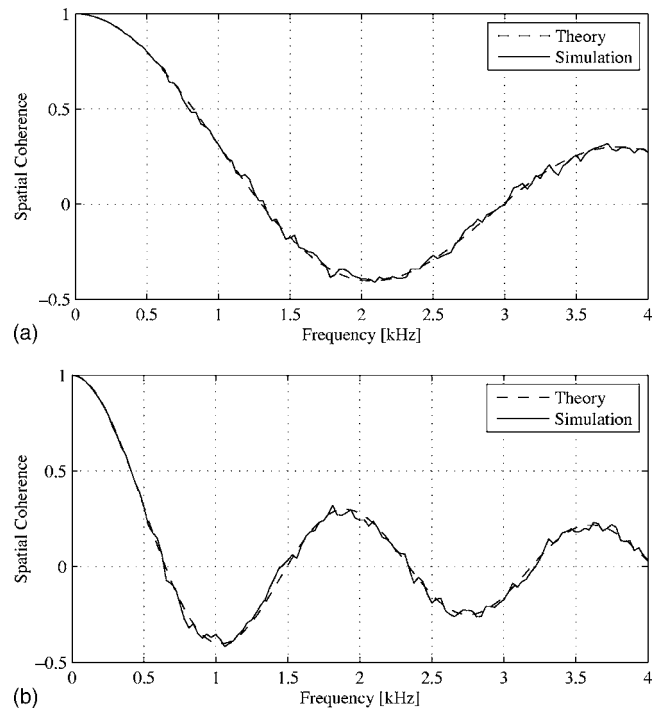 1
0.5
0
−0.5
Spatial Coherence
Theory
Simulation
0 0.5 1 1.5 2 2.5 3 3.5 4
Frequency [kHz]
(a)
1
0.5
0
−0.5
Spatial Coherence
Theory
Simulation
0 0.5 1 1.5 2 2.5 3 3.5 4
Frequency [kHz]
(b)